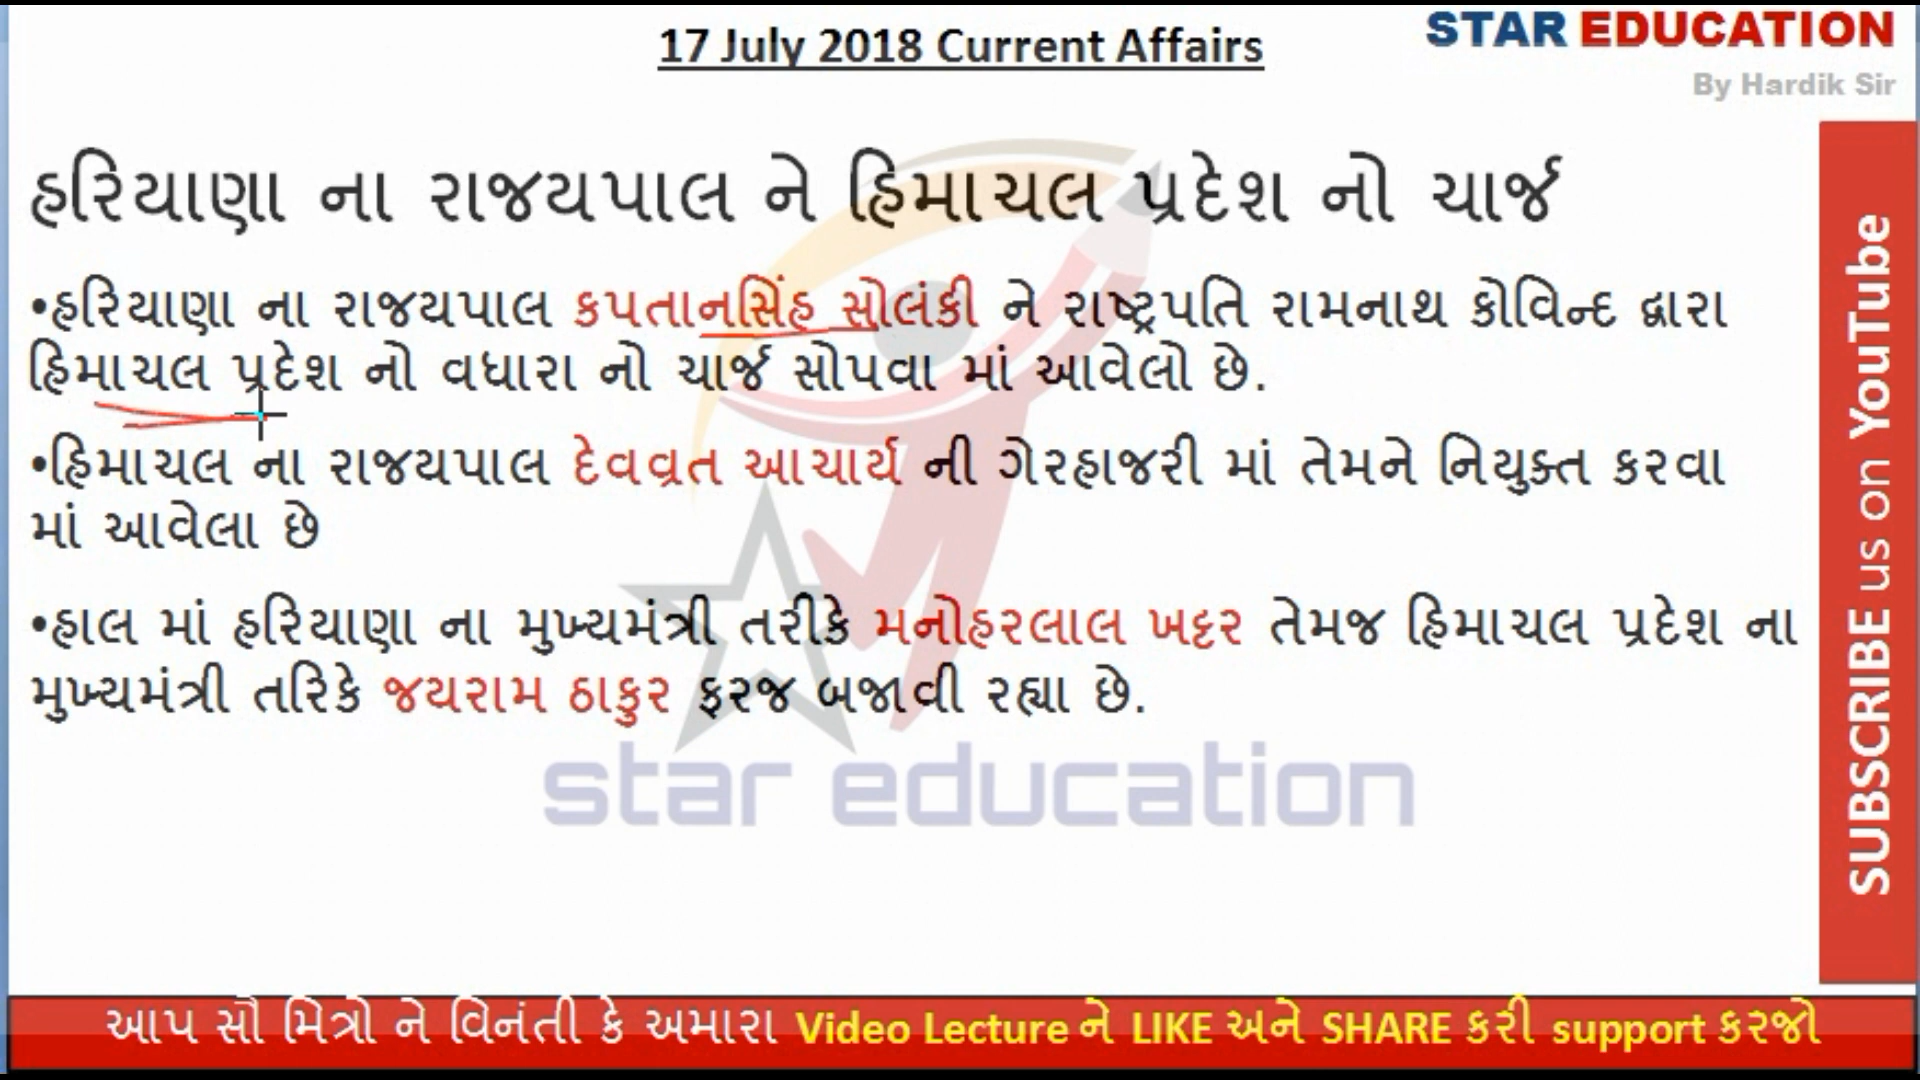 17 July 2018 Current Affairs
STAR EDUCATION
By Hardik Sir
હરિયાણા ના રાજયપાલ ને હિમાચલ પ્રદેશ નો ચાર્જ
•હરિયાણા ના રાજયપાલ કપતાનસિંહ સોલંકી ને રાષ્ટ્રપતિ રામનાથ કોવિન્દ દ્વારા
હિમાચલ પ્રદેશ નો વધારા નો ચાર્જ સોપવા માં આવેલો છે.
•હિમાચલ ના રાજયપાલ દેવવ્રત આચાર્ય ની ગેરહાજરી માં તેમને નિયુક્ત કરવા
માં આવેલા છે
•હાલ માં હરિયાણા ના મુખ્યમંત્રી તરીકે મનોહરલાલ ખટ્ટર તેમજ હિમાચલ પ્રદેશ ના
મુખ્યમંત્રી તરિકે જયરામ ઠાકુર ફરજ બજાવી રહ્યા છે.
star education
SUBSCRIBE us on YouTube
આપ સૌ મિત્રો ને વિનંતી કે અમારા Video Lecture ને LIKE અને SHARE કરી support કરજો